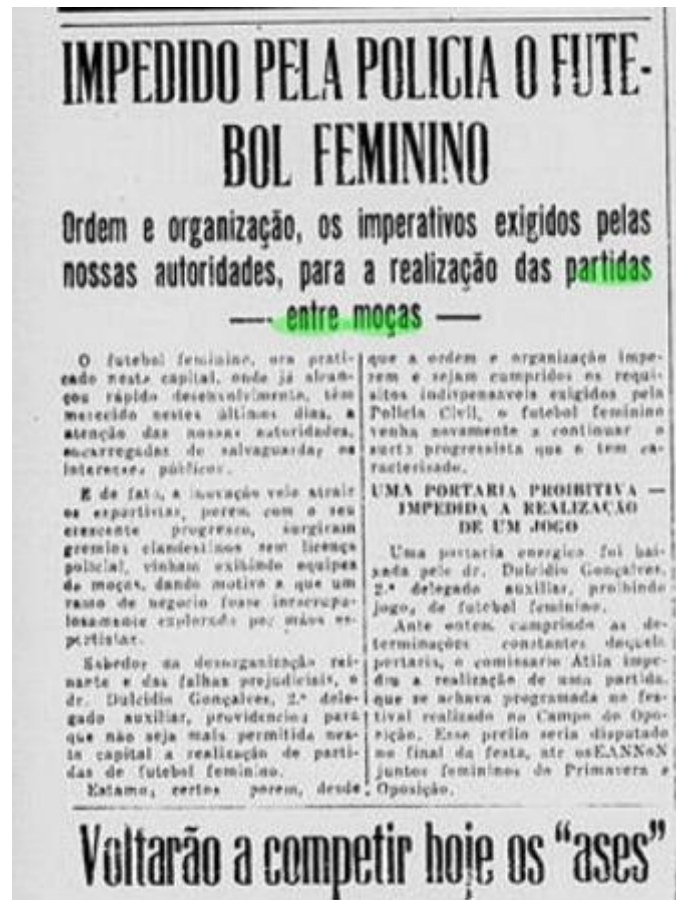 IMPEDIDO PELA POLICIA O FUTE-
BOL FEMININO
Ordem e organização, os imperativos exigidos pelas
nossas autoridades, para a realização das partidas
—· entre moças —
O futebol feminino, ora prati-
cado nesta capital, onde já alcan-
çou rápido desenvolvimento, têm
merecido nestes últimos dias, a
atenção das nossas autoridades,
encarregadas de salvaguardar os
interesses públicos.
E de fato, a inovação veio atrair
os esportistas, porem com o seu
crescente progresso, surgiram
gremios clandestinos sem licença
policial, vinham exibindo equipes
de moças, dando motivo a que um
ramo de negocio fosse inescrupu-
losamente explorado por máos es-
portistas.
Sabedor da desorganização rei-
nante e das falhas prejudiciais, o
dr. Dulcidio Gonçalves, 2.º dele-
gado auxiliar, providenciou para
que não seja mais permitida nes-
ta capital a realização de parti-
das de futebol feminino.
Estamos certos porem, desde
que a ordem e organização impe-
rem e sejam cumpridos os requi-
sitos indispensaveis exigidos pela
Policia Civil, o futebol feminino
venha novamente a continuar o
surto progressista que o tem ca-
racterisado.
UMA PORTARIA PROIBITIVA —
IMPEDIDA A REALIZAÇÃO
DE UM JOGO
Uma portaria energica foi bai-
xada pelo dr. Dulcidio Gonçalves,
2.º delegado auxiliar, proibindo
jogos de futebol feminino.
Ante ontem cumprindo as de-
terminações constantes daquela
portaria, o comissario Atila impe-
diu a realização de uma partida,
que se achava programada no fes-
tival realizado no Campo do Opo-
sição. Esse prelio seria disputado
no final da festa, atr osEANNoX
juntos femininos do Primavera e
Oposição.
Voltarão a competir hoje os “ases”